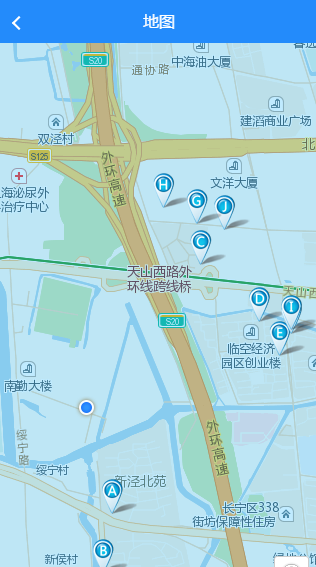 地图
S20
中海油大厦
通协路
建滔商业广场
双泾村
S125
外环高速
北
文洋大厦
海泌尿外
治疗中心
H
G
J
C
天山西路外
环线跨线桥
天山西
D
I
S20
E
临空经济
园区创业楼
南勤大楼
绥宁路
外环高速
绥宁村
新泾北苑
A
长宁区338
街坊保障性住房
B
新侯村